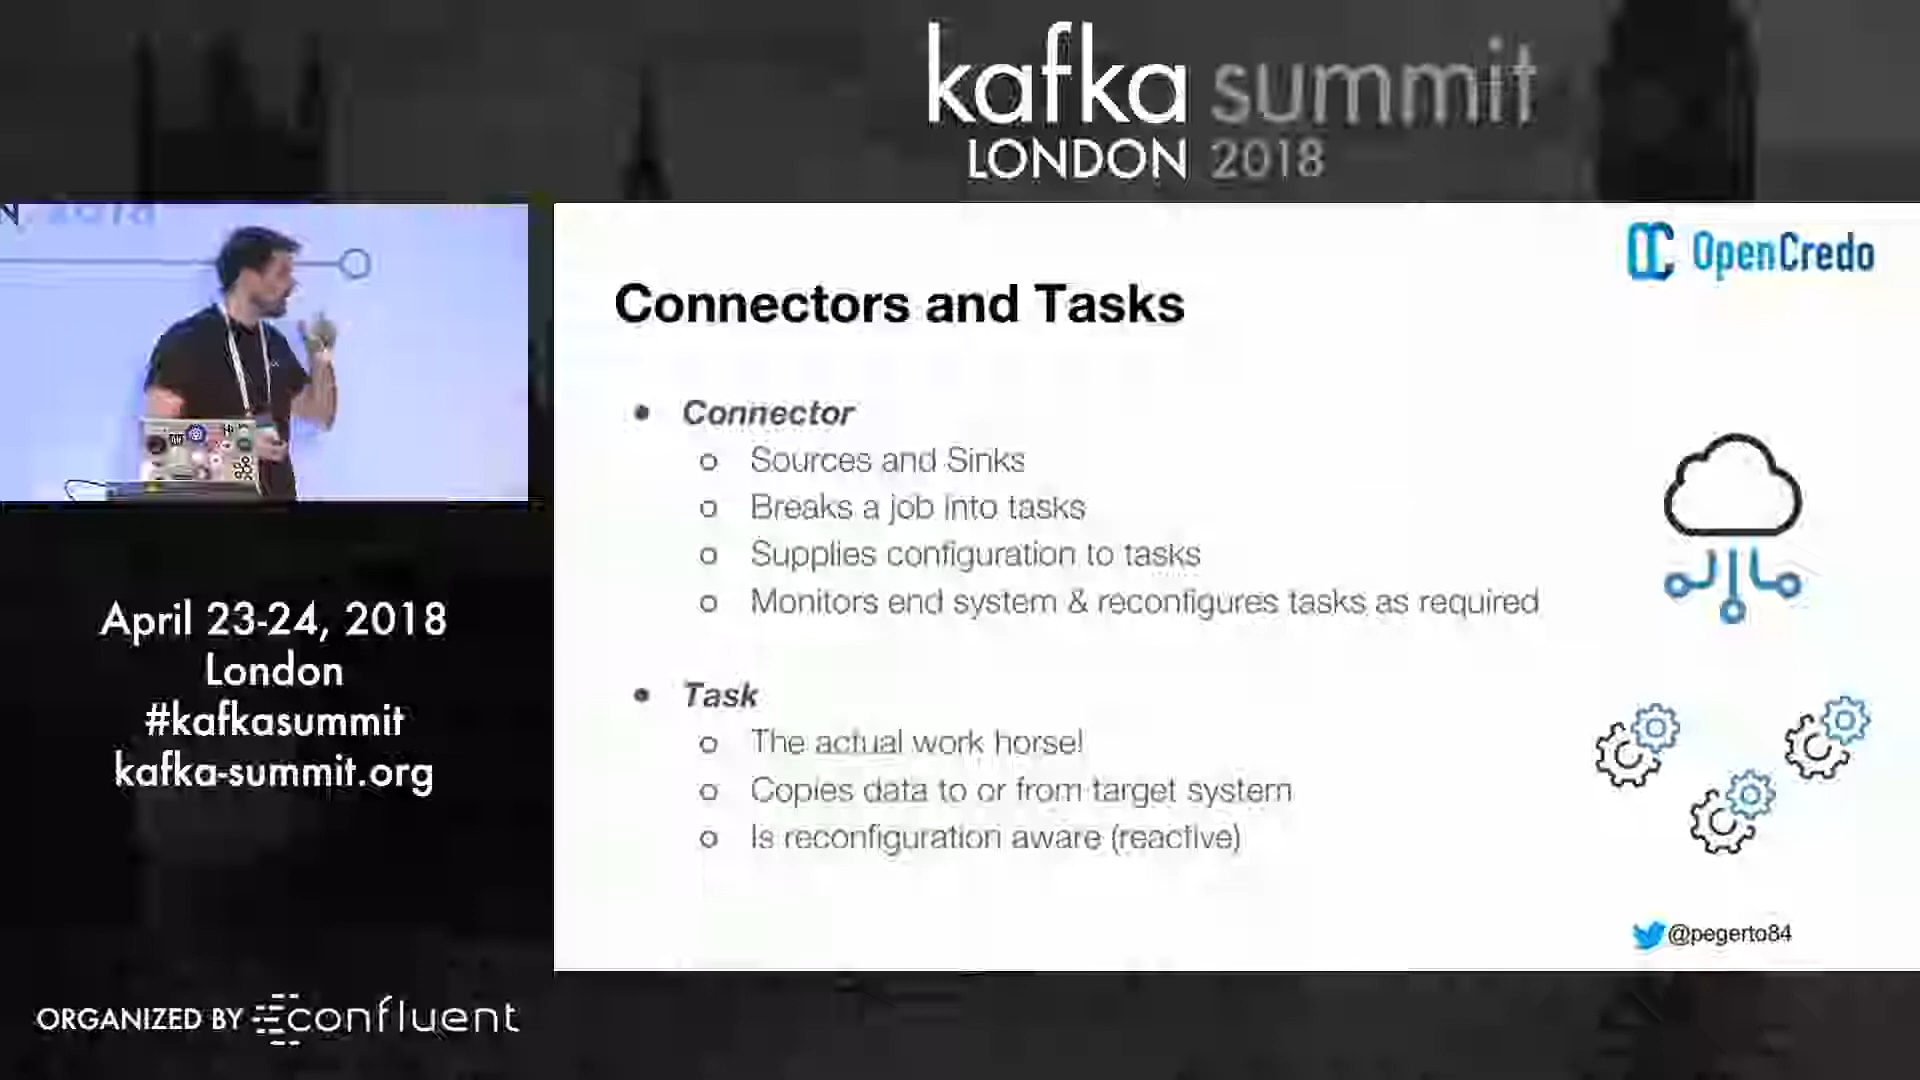 kafka summit
LONDON 2018
OpenCredo
Connectors and Tasks
Connector
Sources and Sinks
Breaks a job into tasks
Supplies configuration to tasks
Monitors end system & reconfigures tasks as required
Task
The actual work horse!
Copies data to or from target system
Is reconfiguration aware (reactive)
@pegerto84
April 23-24, 2018
London
#kafkasummit
kafka-summit.org
ORGANIZED BY confluent